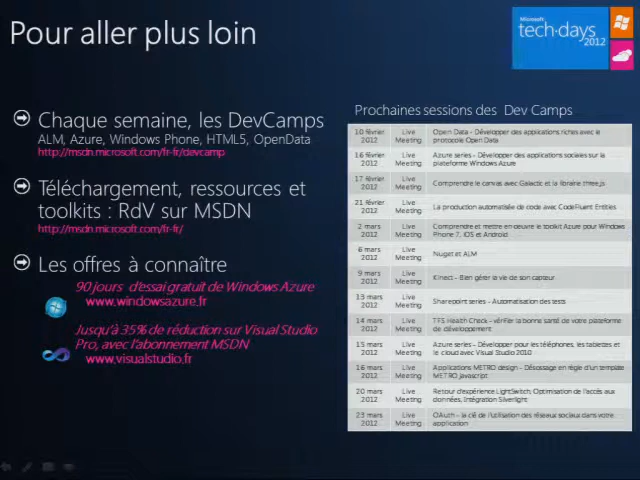 Pour aller plus loin
Microsoft
tech·days
2012
Chaque semaine, les DevCamps
ALM, Azure, Windows Phone, HTML5, OpenData
http://msdn.microsoft.com/fr-fr/devcamp
Téléchargement, ressources et
toolkits : RdV sur MSDN
http://msdn.microsoft.com/fr-fr/
Les offres à connaître
90 jours d'essai gratuit de Windows Azure
www.windowsazure.fr
Jusqu'à 35% de réduction sur Visual Studio
Pro, avec l'abonnement MSDN
www.visualstudio.fr
Prochaines sessions des Dev Camps
10 février 2012 Live Meeting Open Data - Développer des applications riches avec le protocole Open Data
16 février 2012 Live Meeting Azure series - Développer des applications sociales sur la plateforme Windows Azure
17 février 2012 Live Meeting Comprendre le canvas avec Galactic et la librairie three.js
21 février 2012 Live Meeting La production automatisée de code avec CodeFluent Entities
2 mars 2012 Live Meeting Comprendre et mettre en oeuvre le toolkit Azure pour Windows Phone 7, iOS et Android
6 mars 2012 Live Meeting Nuget et ALM
9 mars 2012 Live Meeting Kinect - Bien gérer la vie de son capteur
13 mars 2012 Live Meeting Sharepoint series - Automatisation des tests
14 mars 2012 Live Meeting TFS Health Check - vérifier la bonne santé de votre plateforme de développement
15 mars 2012 Live Meeting Azure series - Développer pour les téléphones, les tablettes et le cloud avec Visual Studio 2010
16 mars 2012 Live Meeting Applications METRO design - Désossage en règle d'un template METRO javascript
20 mars 2012 Live Meeting Retour d'expérience LightSwitch, Optimisation de l'accès aux données, Intégration Silverlight
23 mars 2012 Live Meeting OAuth - la clé de l'utilisation des réseaux sociaux dans votre application